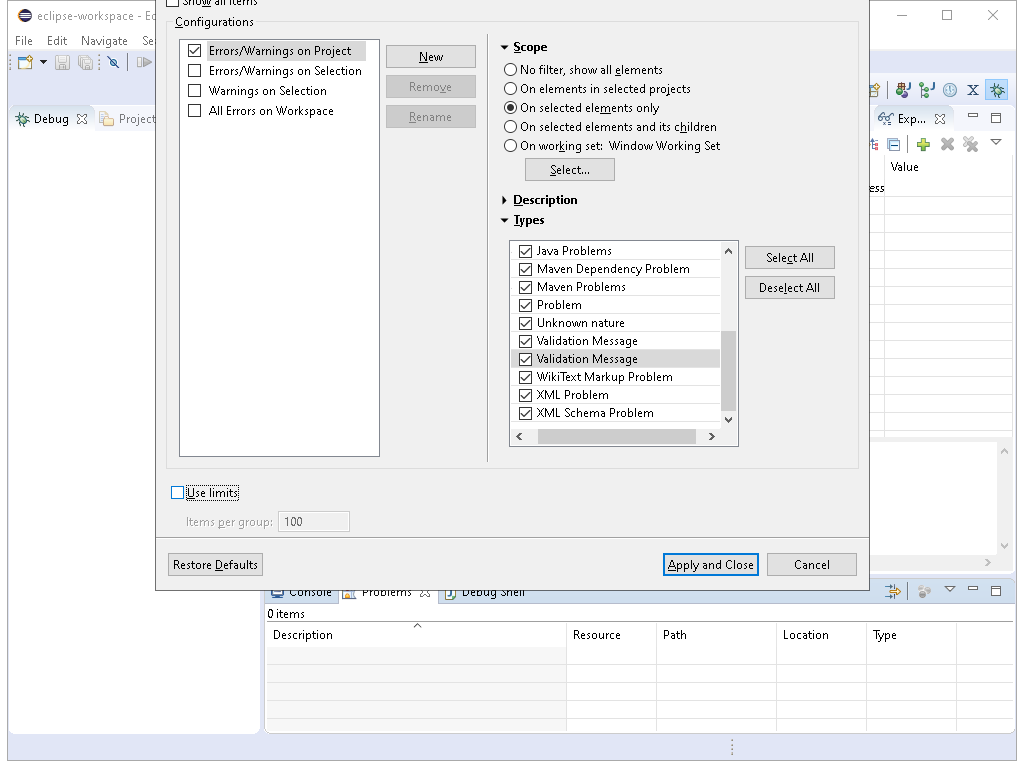 eclipse-workspace - Ec
Show all items
File Edit Navigate Se
Configurations
Errors/Warnings on Project
Errors/Warnings on Selection
Warnings on Selection
All Errors on Workspace
New
Remove
Rename
Scope
No filter, show all elements
On elements in selected projects
On selected elements only
On selected elements and its children
On working set: Window Working Set
Select...
Description
Types
Java Problems
Maven Dependency Problem
Maven Problems
Problem
Unknown nature
Validation Message
Validation Message
WikiText Markup Problem
XML Problem
XML Schema Problem
Select All
Deselect All
Use limits
Items per group: 100
Restore Defaults
Apply and Close
Cancel
Debug
Project
Exp...
Value
ess
Console
Problems
Debug Shell
0 items
Description Resource Path Location Type